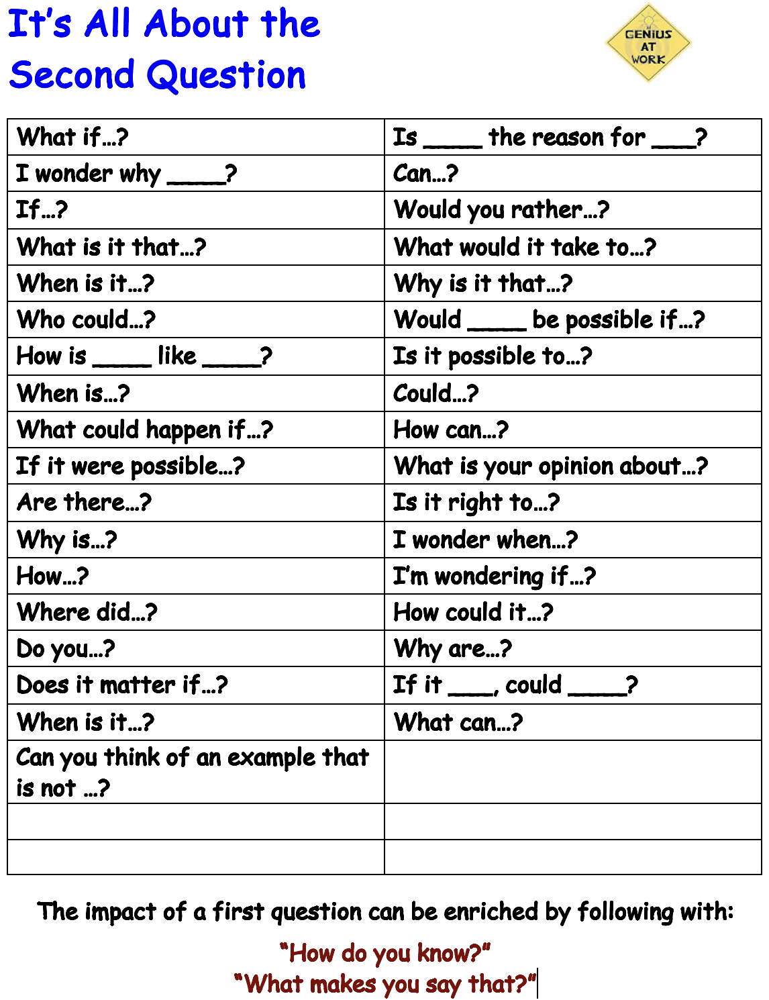 It's All About the
Second Question
GENiUS
AT
WORK
What if...?
Is ____ the reason for ___?
I wonder why ____?
Can...?
If...?
Would you rather...?
What is it that...?
What would it take to...?
When is it...?
Why is it that...?
Who could...?
Would ____ be possible if...?
How is ____ like ____?
Is it possible to...?
When is...?
Could...?
What could happen if...?
How can...?
If it were possible...?
What is your opinion about...?
Are there...?
Is it right to...?
Why is...?
I wonder when...?
How...?
I'm wondering if...?
Where did...?
How could it...?
Do you...?
Why are...?
Does it matter if...?
If it ___, could ____?
When is it...?
What can...?
Can you think of an example that
is not ...?
The impact of a first question can be enriched by following with:
"How do you know?"
"What makes you say that?"